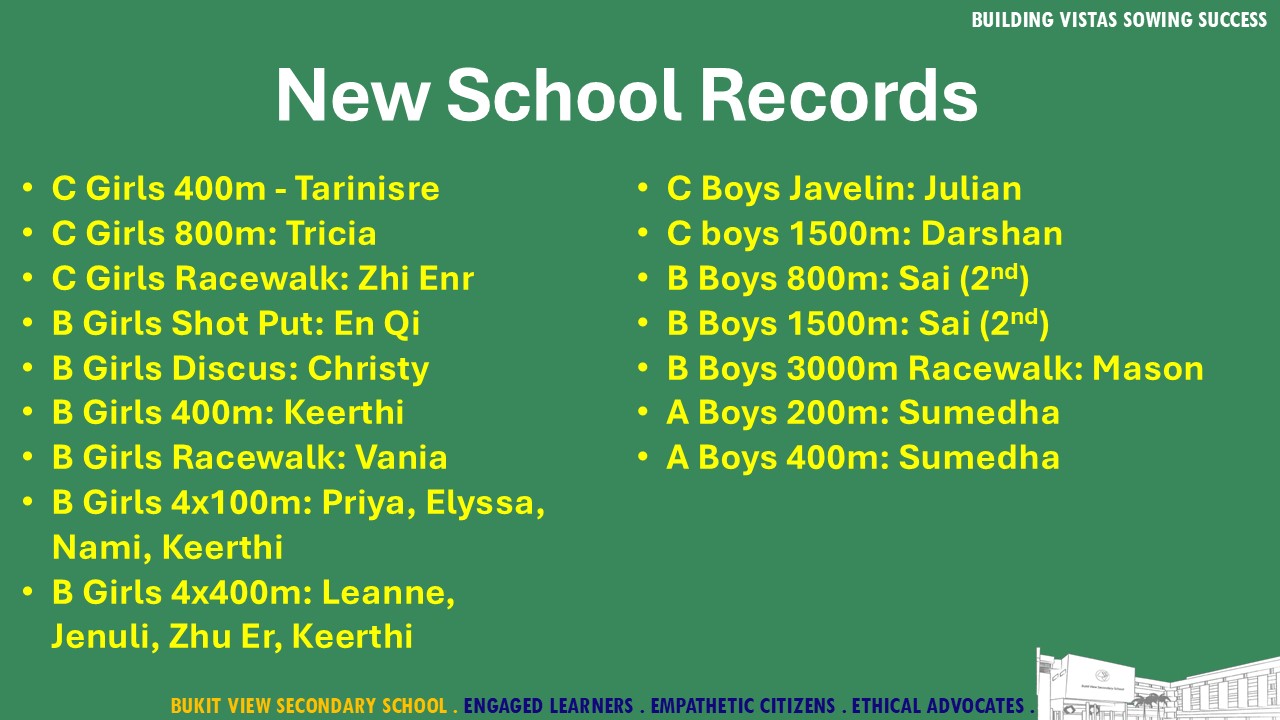 BUILDING VISTAS SOWING SUCCESS
New School Records
• C Girls 400m - Tarinisre
• C Girls 800m: Tricia
• C Girls Racewalk: Zhi Enr
• B Girls Shot Put: En Qi
• B Girls Discus: Christy
• B Girls 400m: Keerthi
• B Girls Racewalk: Vania
• B Girls 4x100m: Priya, Elyssa,
Nami, Keerthi
• B Girls 4x400m: Leanne,
Jenuli, Zhu Er, Keerthi
• C Boys Javelin: Julian
• C boys 1500m: Darshan
• B Boys 800m: Sai (2nd)
• B Boys 1500m: Sai (2nd)
• B Boys 3000m Racewalk: Mason
• A Boys 200m: Sumedha
• A Boys 400m: Sumedha
Bukit View Secondary School
BUKIT VIEW SECONDARY SCHOOL . ENGAGED LEARNERS . EMPATHETIC CITIZENS . ETHICAL ADVOCATES .